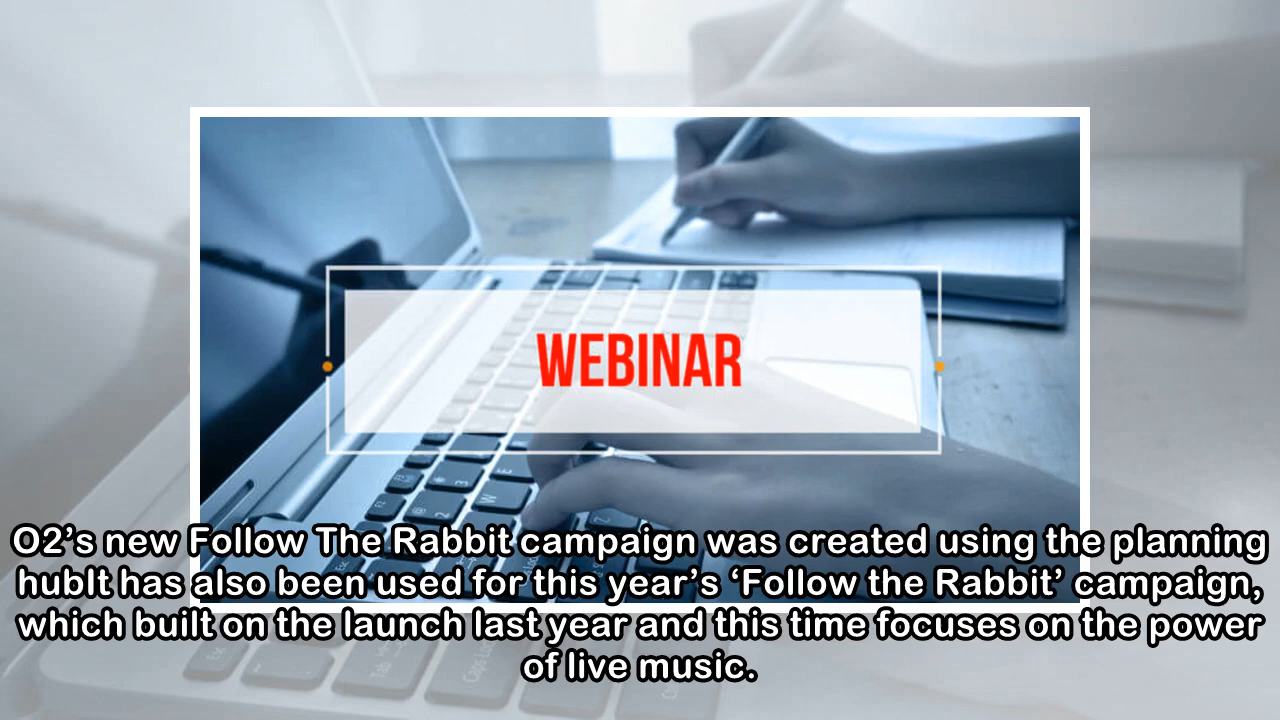 WEBINAR
O2’s new Follow The Rabbit campaign was created using the planning
hubIt has also been used for this year’s ‘Follow the Rabbit’ campaign,
which built on the launch last year and this time focuses on the power
of live music.